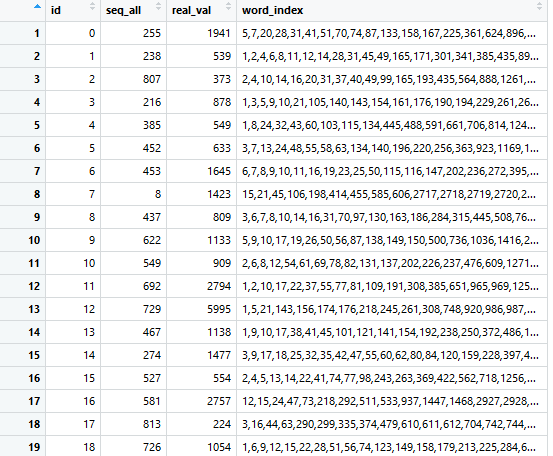 id seq_all real_val word_index
1 0 255 1941 5,7,20,28,31,41,51,70,74,87,133,158,167,225,361,624,896,...
2 1 238 539 1,2,4,6,8,11,12,14,28,31,45,49,165,171,301,341,385,435,89...
3 2 807 373 2,4,10,14,16,20,31,37,40,49,99,165,193,435,564,888,1261,...
4 3 216 878 1,3,5,9,10,21,105,140,143,154,161,176,190,194,229,261,26...
5 4 385 549 1,8,24,32,43,60,103,115,134,445,488,591,661,706,814,124...
6 5 452 633 3,7,13,24,48,55,58,63,134,140,196,220,256,363,923,1169,1...
7 6 453 1645 6,7,8,9,10,11,16,19,23,25,50,115,116,147,202,236,272,395,...
8 7 8 1423 15,21,45,106,198,414,455,585,606,2717,2718,2719,2720,2...
9 8 437 809 3,6,7,8,10,14,16,31,70,97,130,163,186,284,315,445,508,76...
10 9 622 1133 5,9,10,17,19,26,50,56,87,138,149,150,500,736,1036,1416,2...
11 10 549 909 2,6,8,12,54,61,69,78,82,131,137,202,226,237,476,609,1271...
12 11 692 2794 1,2,10,17,22,37,55,77,81,109,191,308,385,651,965,969,125...
13 12 729 5995 1,5,21,143,156,174,176,218,245,261,308,748,920,986,987,...
14 13 467 1138 1,9,10,17,38,41,45,101,121,141,154,192,238,250,372,486,1...
15 14 274 1477 3,9,17,18,25,32,35,42,47,55,60,62,80,84,120,159,228,397,4...
16 15 527 554 2,4,5,13,14,22,41,74,77,98,243,263,369,422,562,718,1256,...
17 16 581 2757 12,15,24,47,73,218,292,511,533,937,1447,1468,2927,2928,...
18 17 813 224 3,16,44,63,290,299,335,374,479,610,611,612,704,742,744,...
19 18 726 1054 1,6,9,12,15,22,28,51,56,74,123,149,158,179,213,225,284,6...